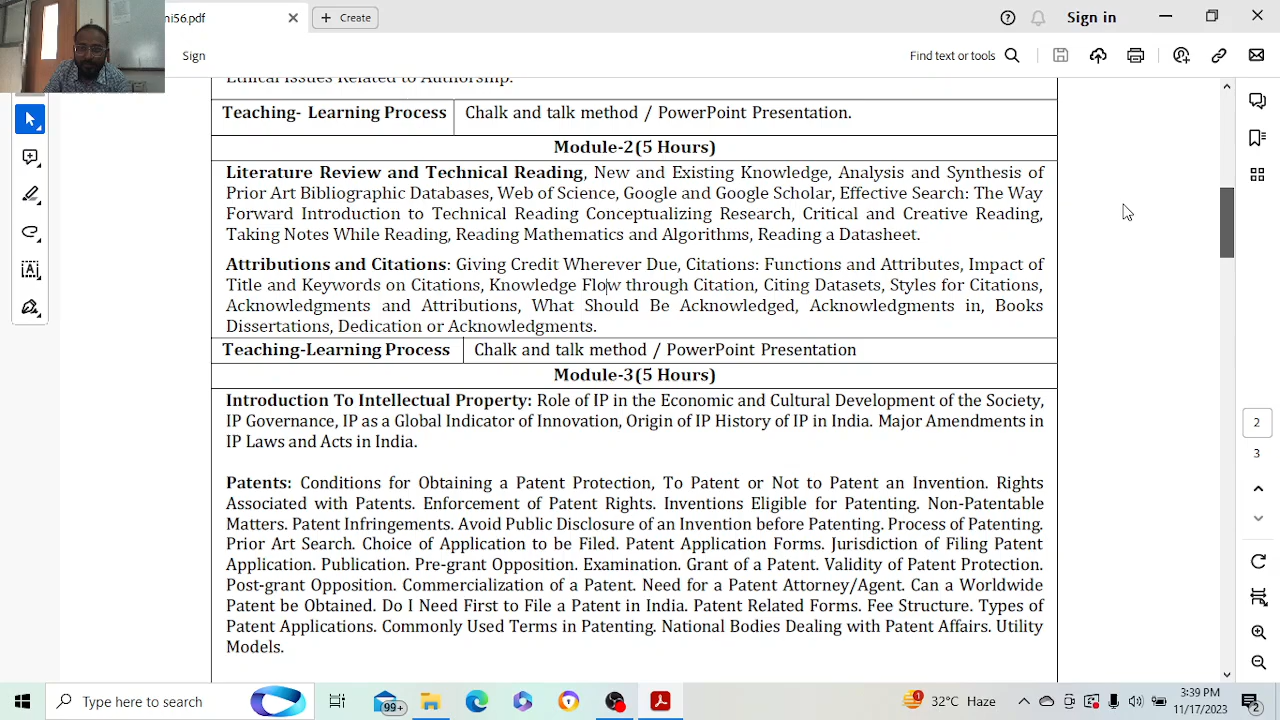 ni56.pdf
Create
Sign in
Sign
Find text or tools
Ethical Issues Related to Authorship.
Teaching- Learning Process
Chalk and talk method / PowerPoint Presentation.
Module-2(5 Hours)
Literature Review and Technical Reading, New and Existing Knowledge, Analysis and Synthesis of
Prior Art Bibliographic Databases, Web of Science, Google and Google Scholar, Effective Search: The Way
Forward Introduction to Technical Reading Conceptualizing Research, Critical and Creative Reading,
Taking Notes While Reading, Reading Mathematics and Algorithms, Reading a Datasheet.
Attributions and Citations: Giving Credit Wherever Due, Citations: Functions and Attributes, Impact of
Title and Keywords on Citations, Knowledge Flow through Citation, Citing Datasets, Styles for Citations,
Acknowledgments and Attributions, What Should Be Acknowledged, Acknowledgments in, Books
Dissertations, Dedication or Acknowledgments.
Teaching-Learning Process
Chalk and talk method / PowerPoint Presentation
Module-3(5 Hours)
Introduction To Intellectual Property: Role of IP in the Economic and Cultural Development of the Society,
IP Governance, IP as a Global Indicator of Innovation, Origin of IP History of IP in India. Major Amendments in
IP Laws and Acts in India.
Patents: Conditions for Obtaining a Patent Protection, To Patent or Not to Patent an Invention. Rights
Associated with Patents. Enforcement of Patent Rights. Inventions Eligible for Patenting. Non-Patentable
Matters. Patent Infringements. Avoid Public Disclosure of an Invention before Patenting. Process of Patenting.
Prior Art Search. Choice of Application to be Filed. Patent Application Forms. Jurisdiction of Filing Patent
Application. Publication. Pre-grant Opposition. Examination. Grant of a Patent. Validity of Patent Protection.
Post-grant Opposition. Commercialization of a Patent. Need for a Patent Attorney/Agent. Can a Worldwide
Patent be Obtained. Do I Need First to File a Patent in India. Patent Related Forms. Fee Structure. Types of
Patent Applications. Commonly Used Terms in Patenting. National Bodies Dealing with Patent Affairs. Utility
Models.
2
3
Type here to search
99+
1
32°C Haze
3:39 PM
11/17/2023
2